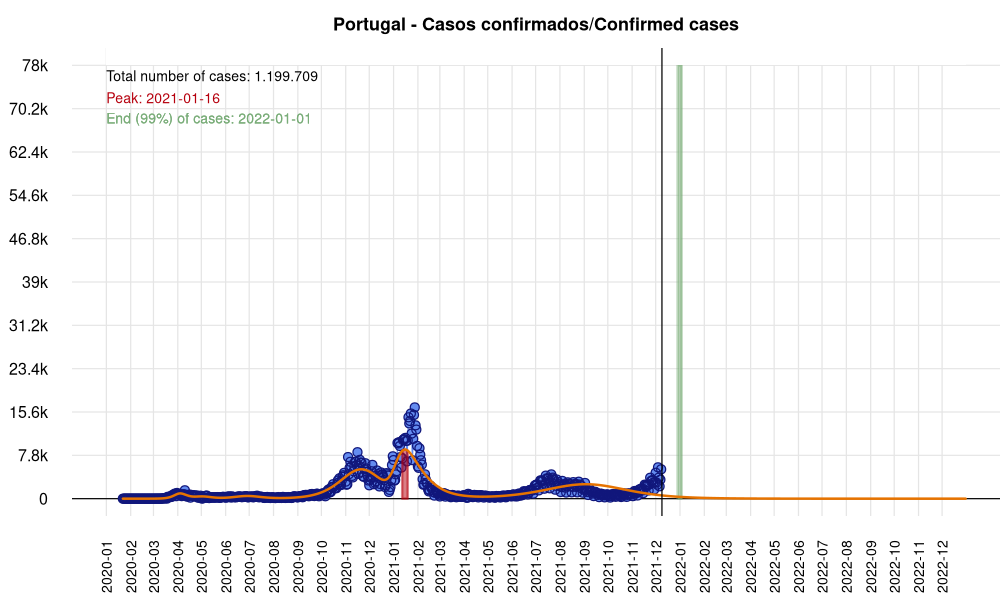 Portugal - Casos confirmados/Confirmed cases
78k
Total number of cases: 1.199.709
Peak: 2021-01-16
70.2k
End (99%) of cases: 2022-01-01
62.4k
54.6k
46.8k
39k
31.2k
23.4k
15.6k
7.8k
0
2020-01
2020-02
2020-03
2020-04
2020-05
2020-06
2020-07
2020-08
2020-09
2020-10
2020-11
2020-12
2021-01
2021-02
2021-03
2021-04
2021-05
2021-06
2021-07
2021-08
2021-09
2021-10
2021-11
2021-12
2022-01
2022-02
2022-03
2022-04
2022-05
2022-06
2022-07
2022-08
2022-09
2022-10
2022-11
2022-12